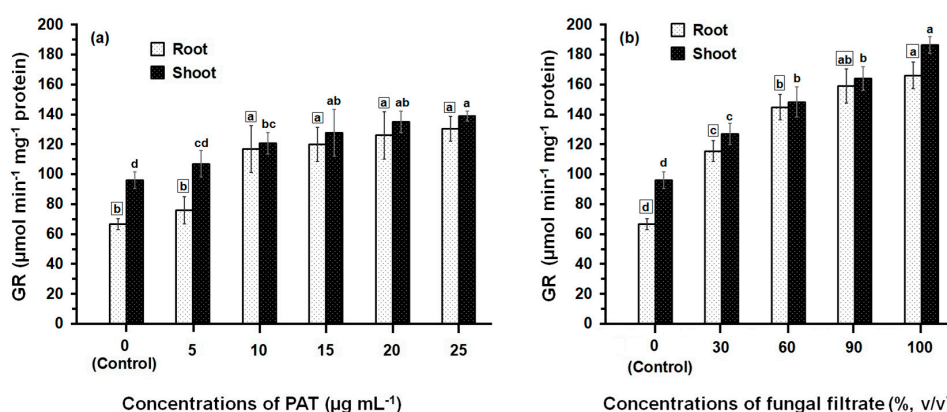 (a)
Root
Shoot
GR (µmol min⁻¹ mg⁻¹ protein)
200
180
160
140
120
100
80
60
40
20
0
b
d
b
cd
a
bc
a
ab
a
ab
a
a
0 5 10 15 20 25
(Control)
Concentrations of PAT (µg mL⁻¹)
(b)
Root
Shoot
GR (µmol min⁻¹ mg⁻¹ protein)
200
180
160
140
120
100
80
60
40
20
0
d
d
c
c
b
b
ab
b
a
a
0 30 60 90 100
(Control)
Concentrations of fungal filtrate (%, v/v